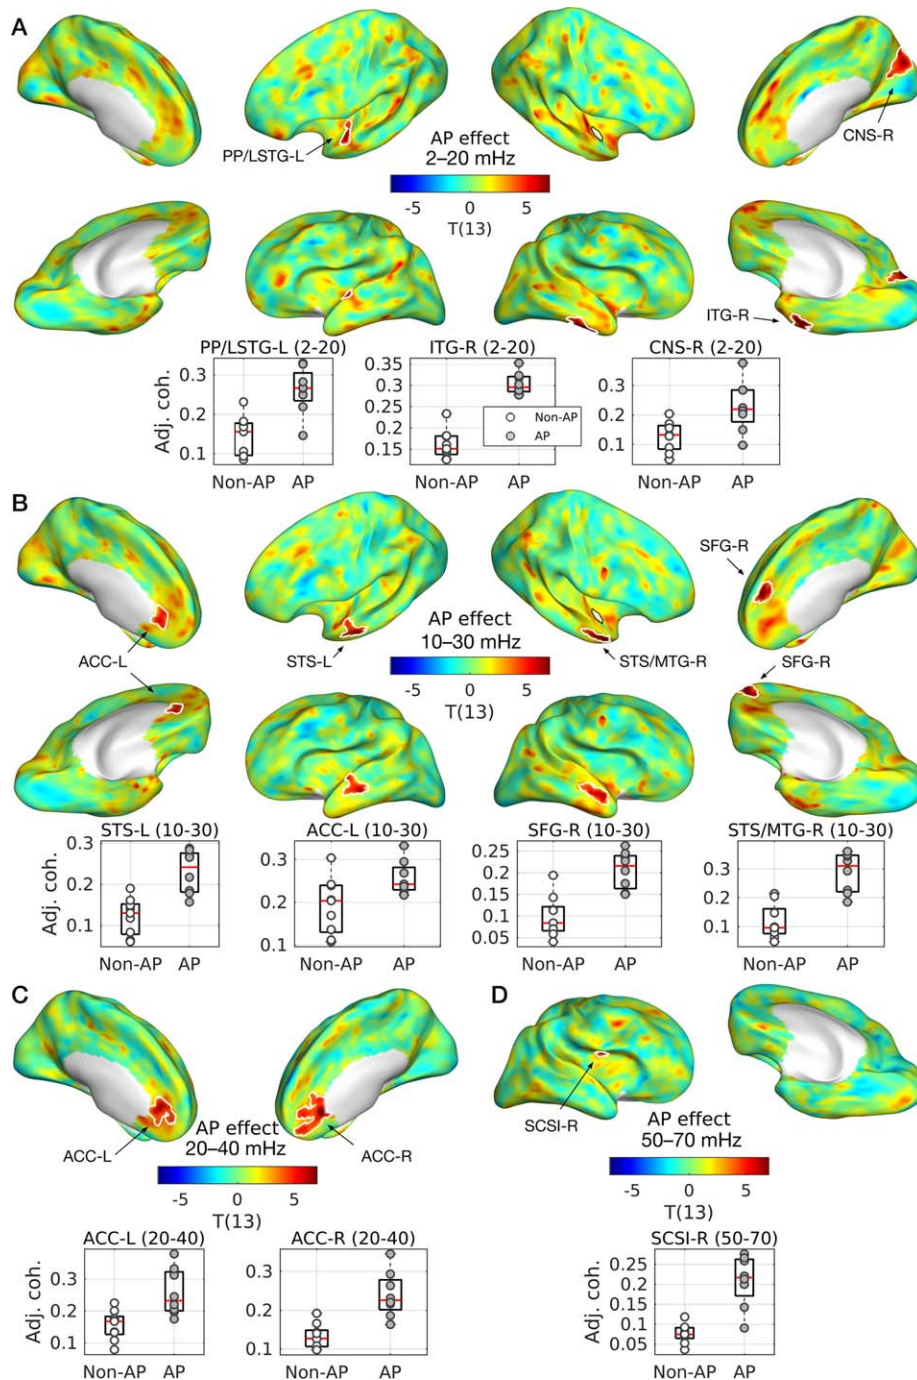 A
PP/LSTG-L
AP effect
2–20 mHz
-5 0 5
T(13)
CNS-R
ITG-R
PP/LSTG-L (2-20)
Adj. coh.
0.3
0.2
0.1
Non-AP AP
ITG-R (2-20)
0.35
0.3
0.25
0.2
0.15
Non-AP
AP
Non-AP AP
CNS-R (2-20)
0.4
0.3
0.2
0.1
Non-AP AP
B
ACC-L
STS-L
AP effect
10–30 mHz
-5 0 5
T(13)
STS/MTG-R
SFG-R
SFG-R
STS-L (10-30)
Adj. coh.
0.3
0.2
0.1
Non-AP AP
ACC-L (10-30)
0.3
0.2
0.1
Non-AP AP
SFG-R (10-30)
0.25
0.2
0.15
0.1
0.05
Non-AP AP
STS/MTG-R (10-30)
0.3
0.2
0.1
Non-AP AP
C
ACC-L
AP effect
20–40 mHz
ACC-R
-5 0 5
T(13)
ACC-L (20-40)
Adj. coh.
0.3
0.2
0.1
Non-AP AP
ACC-R (20-40)
0.3
0.2
0.1
Non-AP AP
D
SCSI-R
AP effect
50–70 mHz
-5 0 5
T(13)
SCSI-R (50-70)
Adj. coh.
0.25
0.2
0.15
0.1
0.05
Non-AP AP